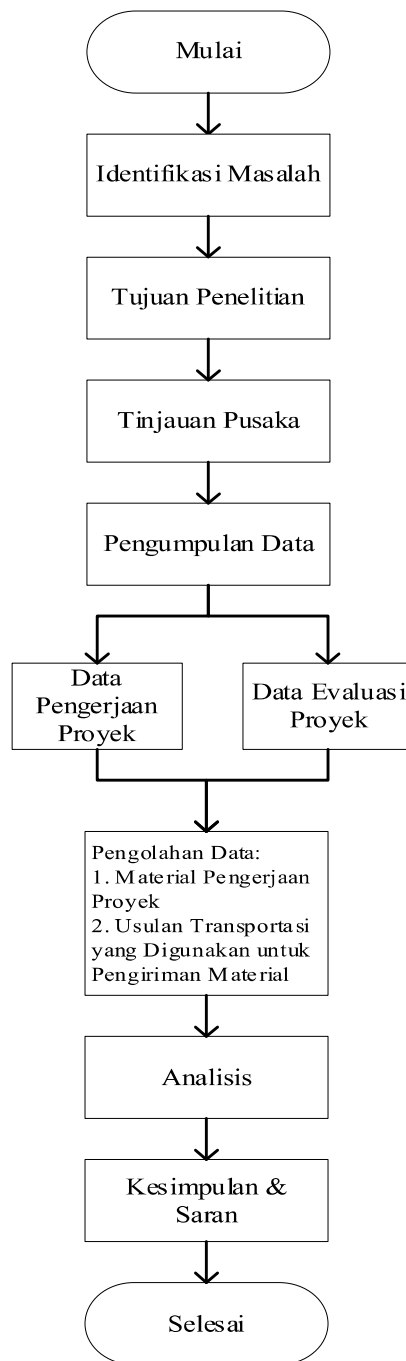 Mulai
Identifikasi Masalah
Tujuan Penelitian
Tinjauan Pusaka
Pengumpulan Data
Data
Pengerjaan
Proyek
Data Evaluasi
Proyek
Pengolahan Data:
1. Material Pengerjaan
Proyek
2. Usulan Transportasi
yang Digunakan untuk
Pengiriman Material
Analisis
Kesimpulan &
Saran
Selesai